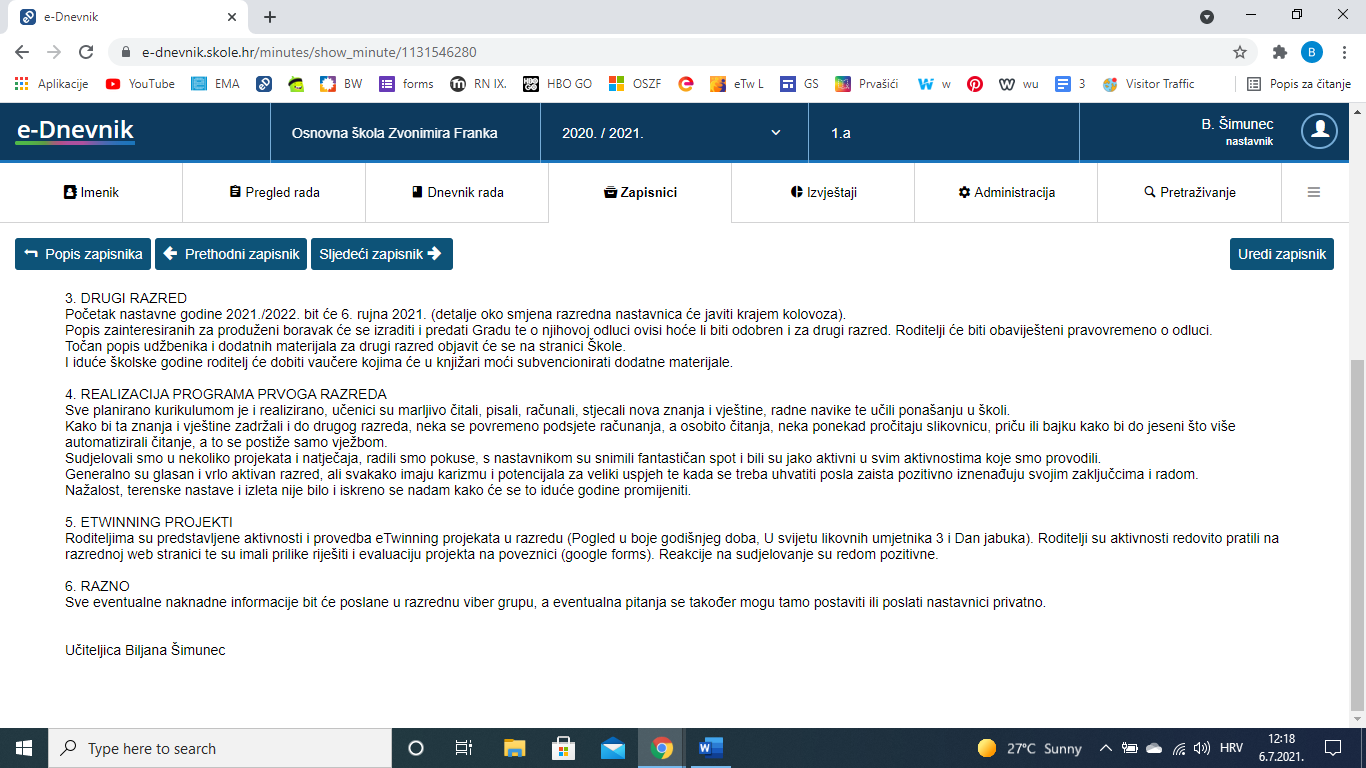 e-Dnevnik
e-dnevnik.skole.hr/minutes/show_minute/1131546280
B
Aplikacije YouTube EMA BW forms RN IX. HBO GO OSZF eTw L GS Prvašići w wu 3 Visitor Traffic Popis za čitanje
e-Dnevnik Osnovna škola Zvonimira Franka 2020. / 2021. 1.a B. Šimunec
nastavnik
Imenik Pregled rada Dnevnik rada Zapisnici Izvještaji Administracija Pretraživanje
Popis zapisnika Prethodni zapisnik Sljedeći zapisnik Uredi zapisnik
3. DRUGI RAZRED
Početak nastavne godine 2021./2022. bit će 6. rujna 2021. (detalje oko smjena razredna nastavnica će javiti krajem kolovoza).
Popis zainteresiranih za produženi boravak će se izraditi i predati Gradu te o njihovoj odluci ovisi hoće li biti odobren i za drugi razred. Roditelji će biti obaviješteni pravovremeno o odluci.
Točan popis udžbenika i dodatnih materijala za drugi razred objavit će se na stranici Škole.
I iduće školske godine roditelj će dobiti vaučere kojima će u knjižari moći subvencionirati dodatne materijale.
4. REALIZACIJA PROGRAMA PRVOGA RAZREDA
Sve planirano kurikulumom je i realizirano, učenici su marljivo čitali, pisali, računali, stjecali nova znanja i vještine, radne navike te učili ponašanju u školi.
Kako bi ta znanja i vještine zadržali i do drugog razreda, neka se povremeno podsjete računanja, a osobito čitanja, neka ponekad pročitaju slikovnicu, priču ili bajku kako bi do jeseni što više
automatizirali čitanje, a to se postiže samo vježbom.
Sudjelovali smo u nekoliko projekata i natječaja, radili smo pokuse, s nastavnikom su snimili fantastičan spot i bili su jako aktivni u svim aktivnostima koje smo provodili.
Generalno su glasan i vrlo aktivan razred, ali svakako imaju karizmu i potencijala za veliki uspjeh te kada se treba uhvatiti posla zaista pozitivno iznenađuju svojim zaključcima i radom.
Nažalost, terenske nastave i izleta nije bilo i iskreno se nadam kako će se to iduće godine promijeniti.
5. ETWINNING PROJEKTI
Roditeljima su predstavljene aktivnosti i provedba eTwinning projekata u razredu (Pogled u boje godišnjeg doba, U svijetu likovnih umjetnika 3 i Dan jabuka). Roditelji su aktivnosti redovito pratili na
razrednoj web stranici te su imali prilike riješiti i evaluaciju projekta na poveznici (google forms). Reakcije na sudjelovanje su redom pozitivne.
6. RAZNO
Sve eventualne naknadne informacije bit će poslane u razrednu viber grupu, a eventualna pitanja se također mogu tamo postaviti ili poslati nastavnici privatno.
Učiteljica Biljana Šimunec
Type here to search 27°C Sunny HRV 12:18
6.7.2021.